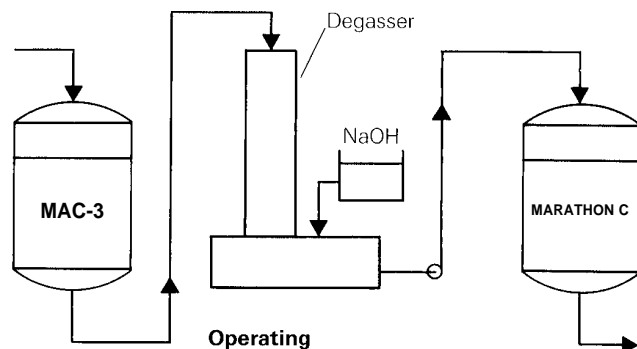 Degasser
NaOH
MAC-3
MARATHON C
Operating